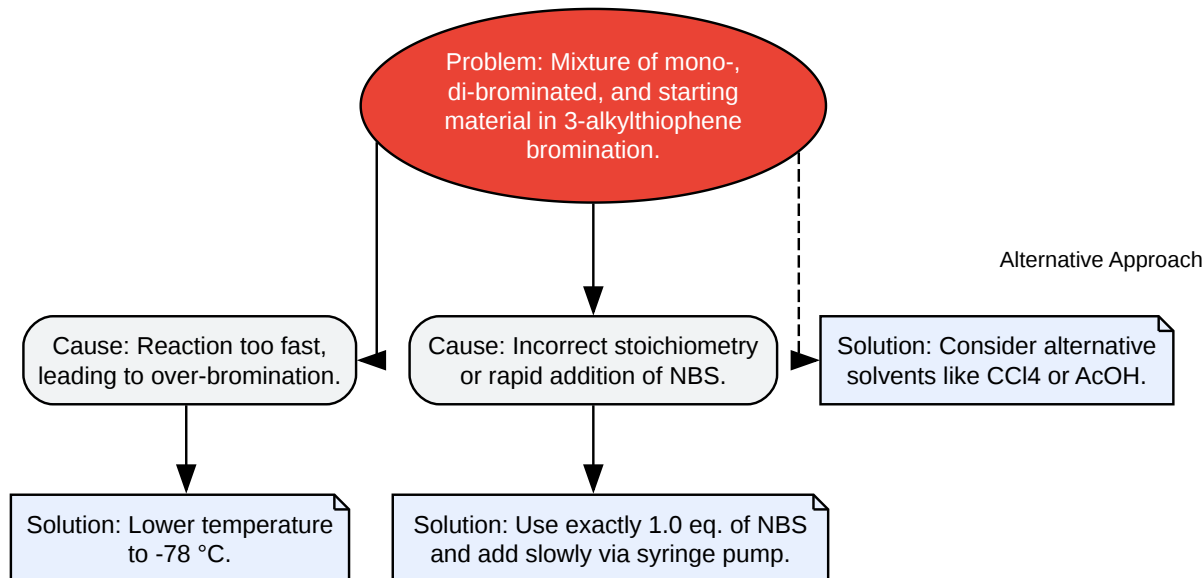 Problem: Mixture of mono-,
di-brominated, and starting
material in 3-alkylthiophene
bromination.
Alternative Approach
Cause: Reaction too fast,
leading to over-bromination.
Cause: Incorrect stoichiometry
or rapid addition of NBS.
Solution: Consider alternative
solvents like CCl4 or AcOH.
Solution: Lower temperature
to -78 °C.
Solution: Use exactly 1.0 eq. of NBS
and add slowly via syringe pump.